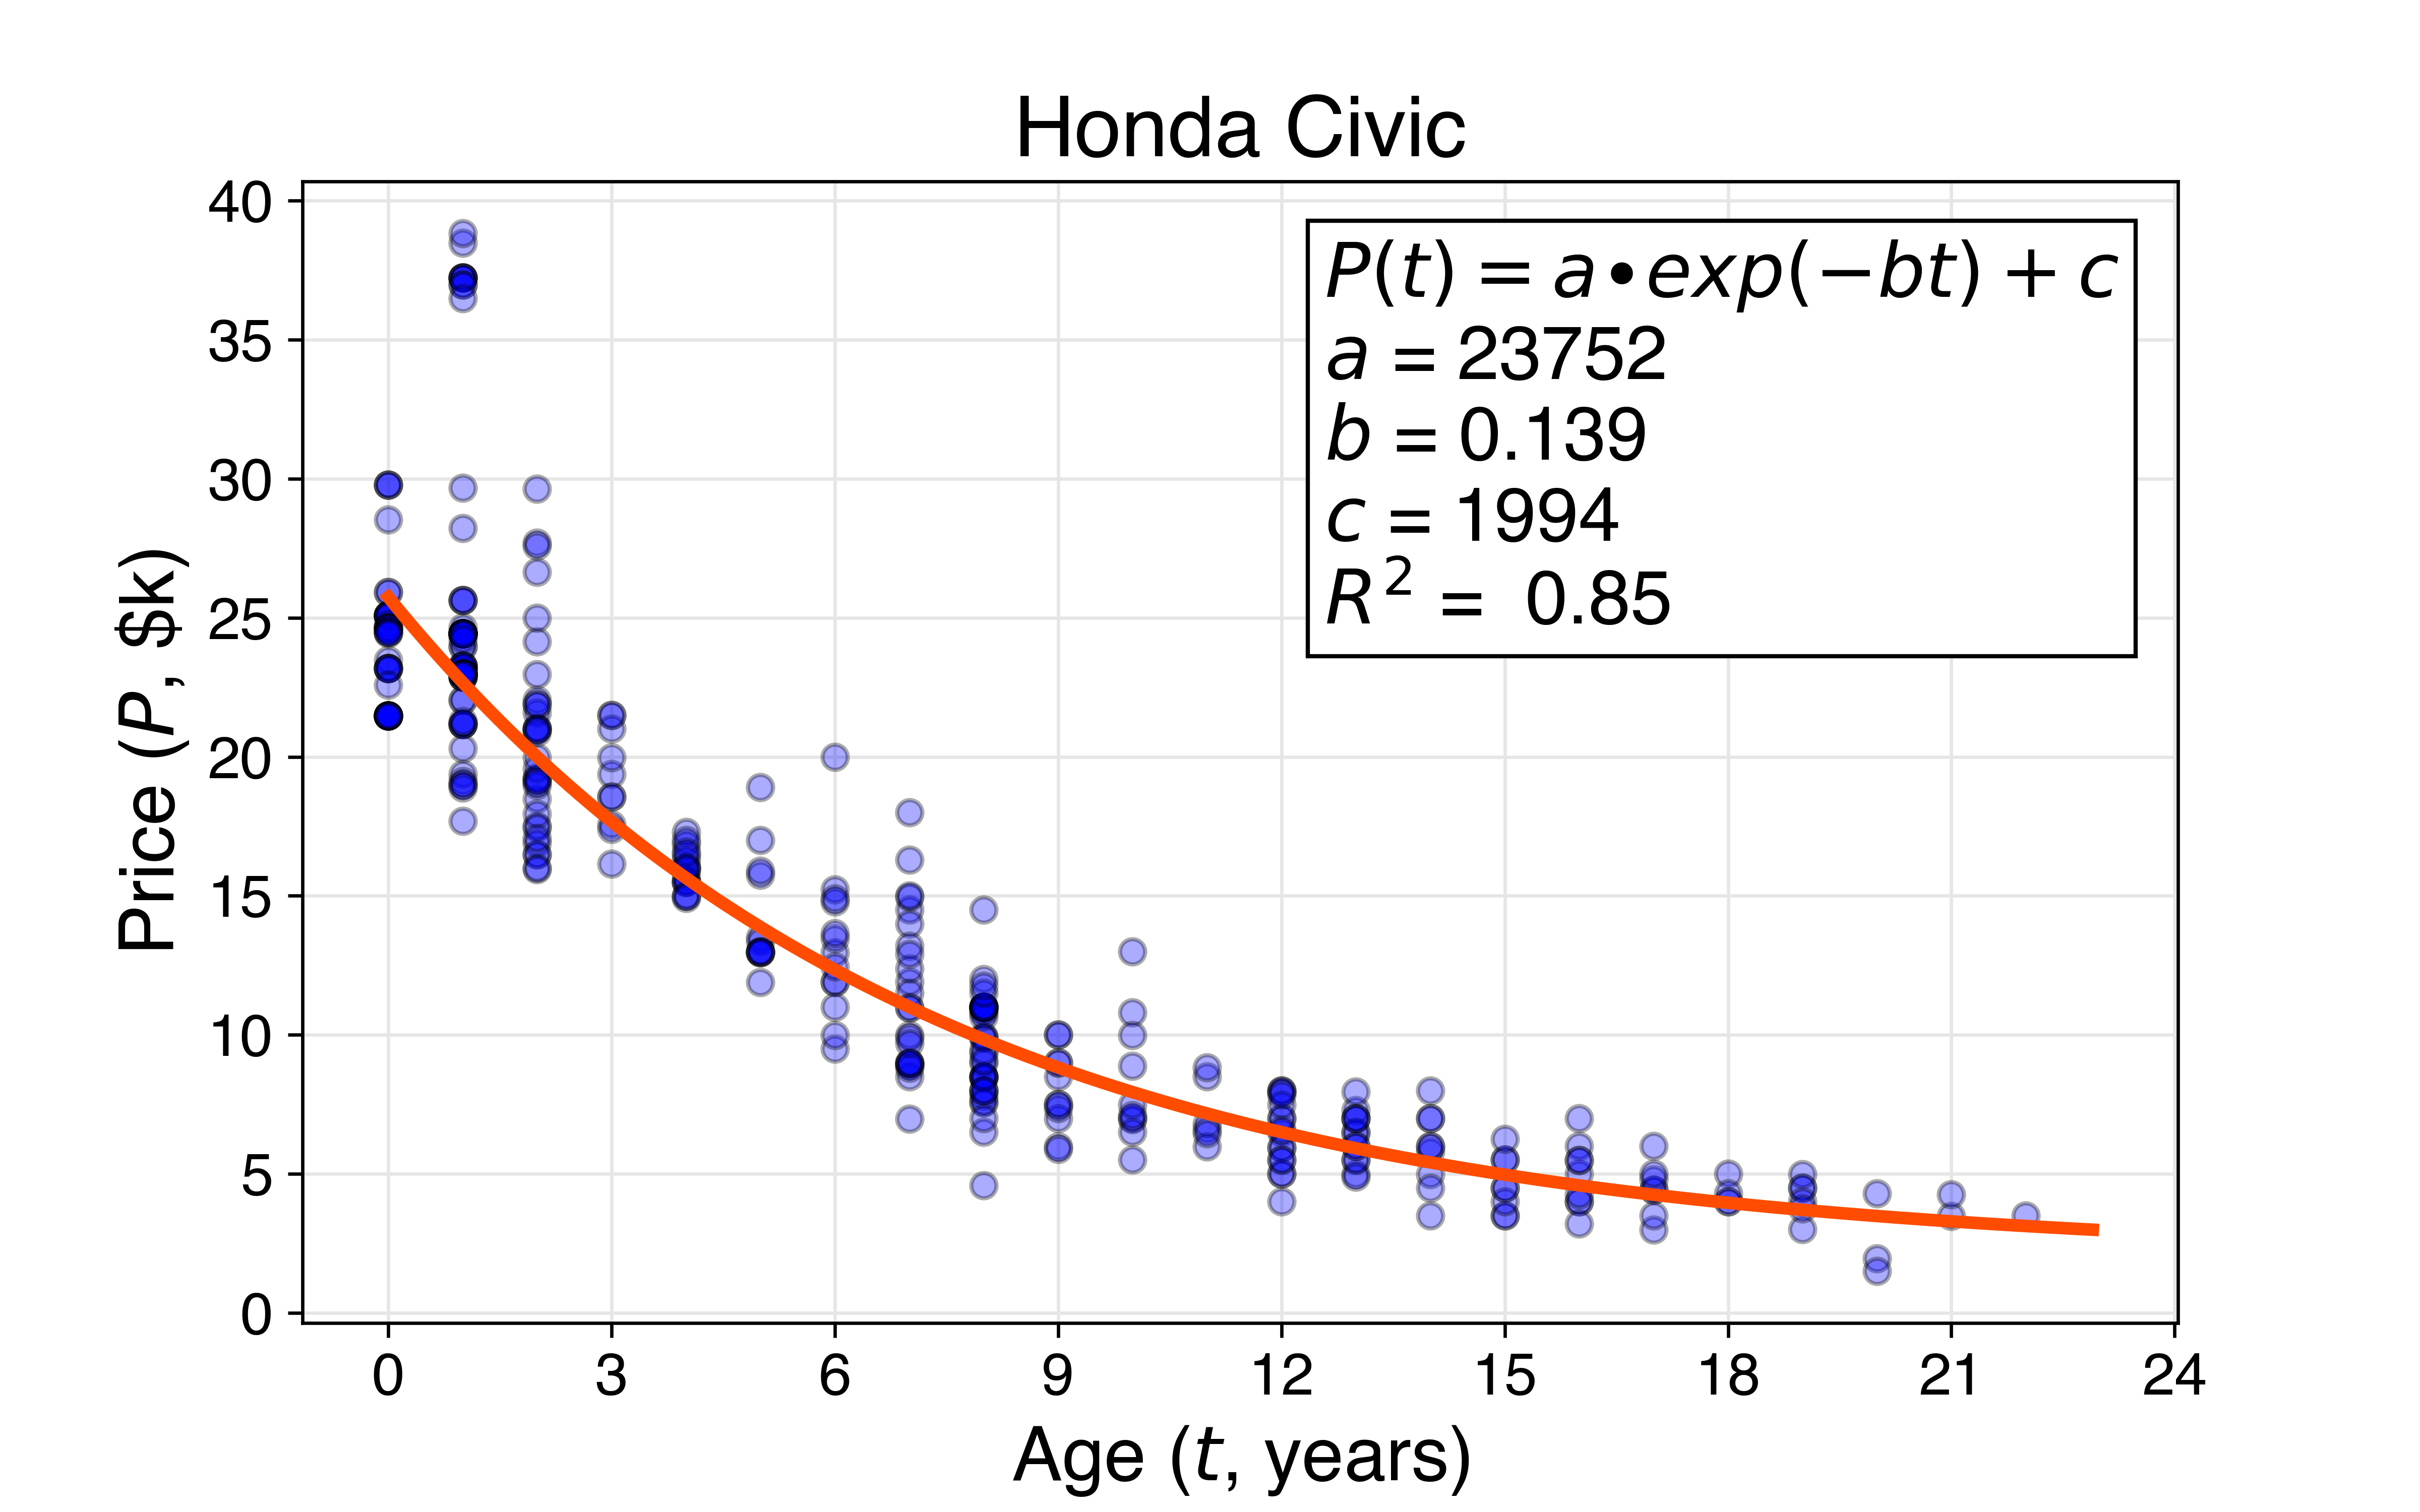 Honda Civic
P(t) = a•exp(−bt) + c
a = 23752
b = 0.139
c = 1994
R² = 0.85
Price (P, $k)
40
35
30
25
20
15
10
5
0
0 3 6 9 12 15 18 21 24
Age (t, years)